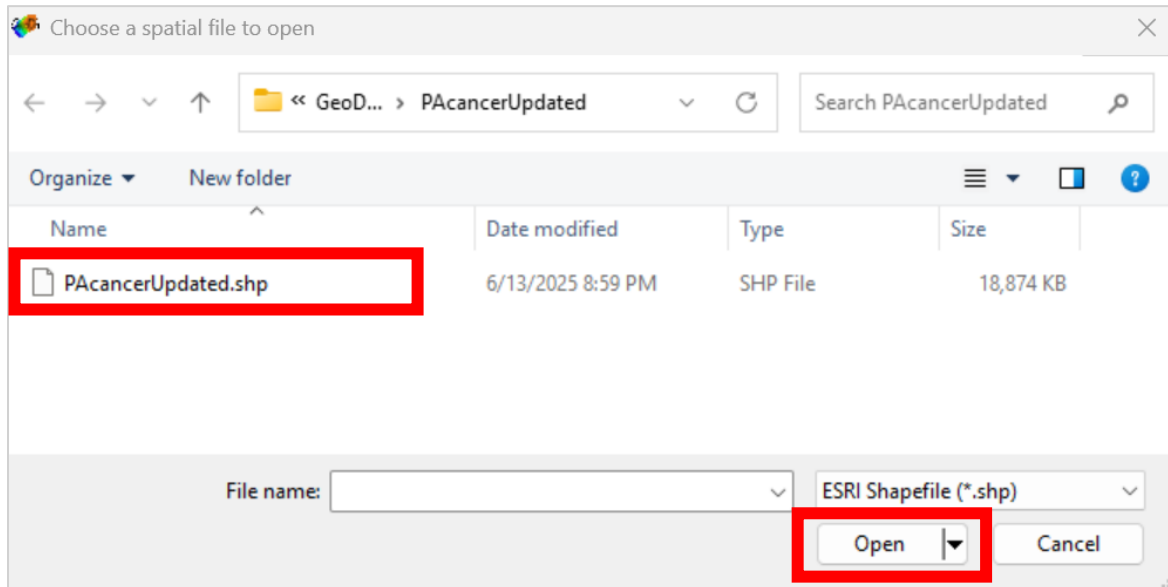 Choose a spatial file to open
« GeoD... › PAcancerUpdated
Search PAcancerUpdated
Organize
New folder
?
Name
Date modified
Type
Size
PAcancerUpdated.shp
6/13/2025 8:59 PM
SHP File
18,874 KB
File name:
ESRI Shapefile (*.shp)
Open
Cancel